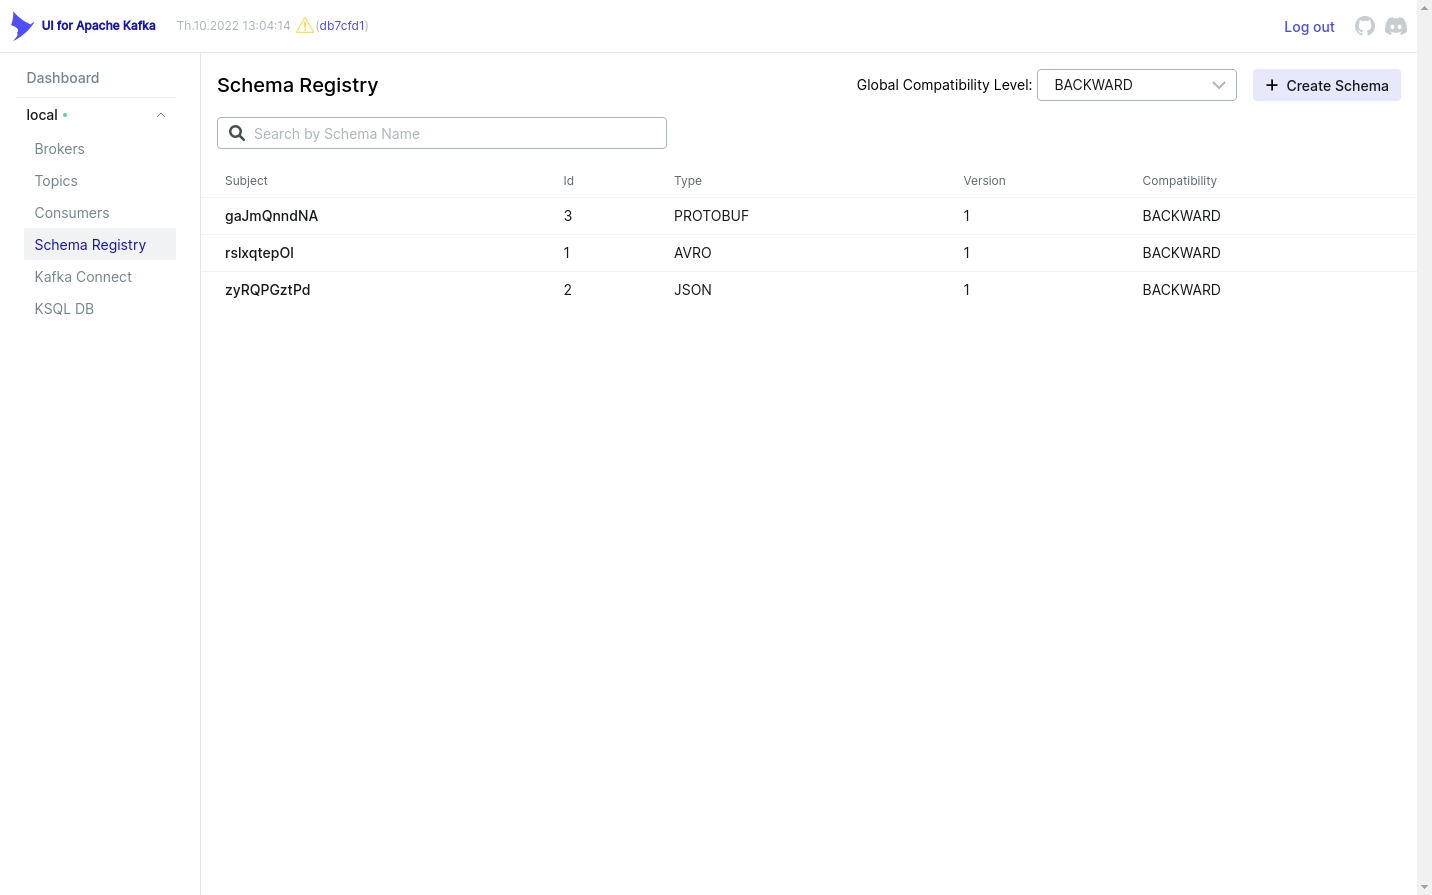 UI for Apache Kafka Th.10.2022 13:04:14 (db7cfd1) Log out
Dashboard
local
Brokers
Topics
Consumers
Schema Registry
Kafka Connect
KSQL DB
Schema Registry Global Compatibility Level: BACKWARD Create Schema
Search by Schema Name
Subject Id Type Version Compatibility
gaJmQnndNA 3 PROTOBUF 1 BACKWARD
rslxqtepOl 1 AVRO 1 BACKWARD
zyRQPGztPd 2 JSON 1 BACKWARD